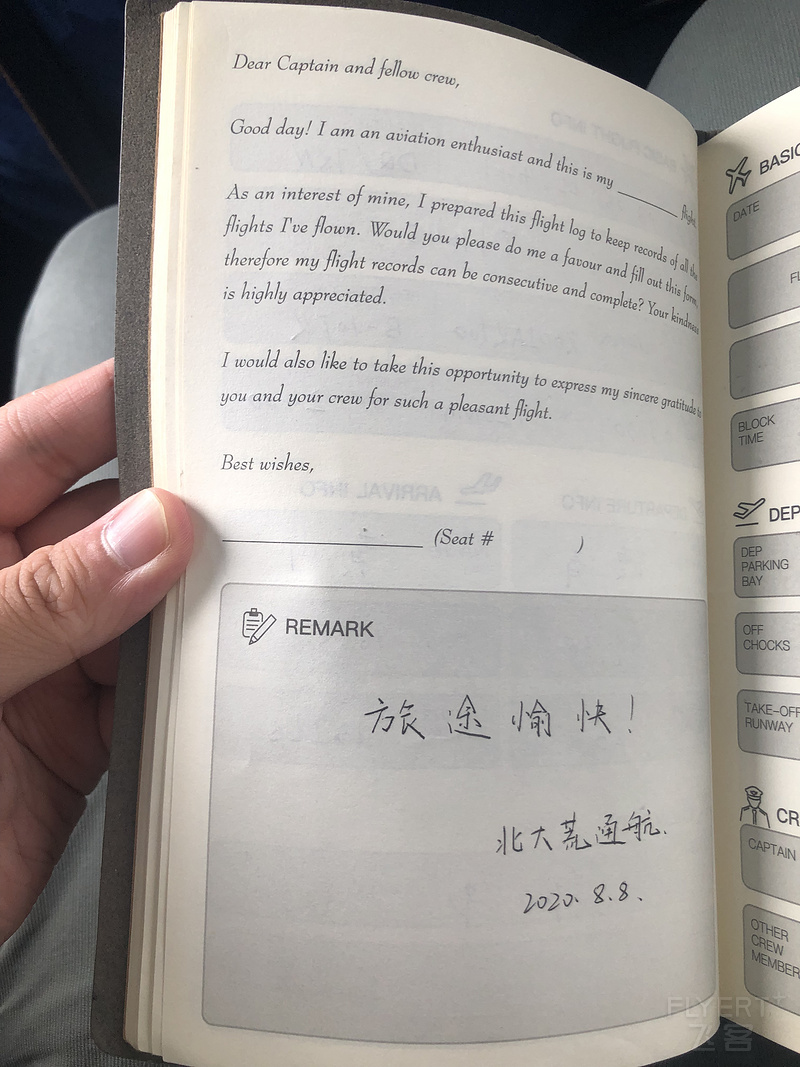 Dear Captain and fellow crew,
Good day! I am an aviation enthusiast and this is my ________ flight.
As an interest of mine, I prepared this flight log to keep records of all the
flights I've flown. Would you please do me a favour and fill out this form,
therefore my flight records can be consecutive and complete? Your kindness
is highly appreciated.
I would also like to take this opportunity to express my sincere gratitude to
you and your crew for such a pleasant flight.
Best wishes,
____________________ (Seat # )
REMARK
旅途愉快!
北大荒通航.
2020. 8.8.
BASIC
DATE
FL
BLOCK
TIME
DEP
DEP
PARKING
BAY
OFF
CHOCKS
TAKE-OFF
RUNWAY
CR
CAPTAIN
OTHER
CREW
MEMBER
FLYERT
飞客